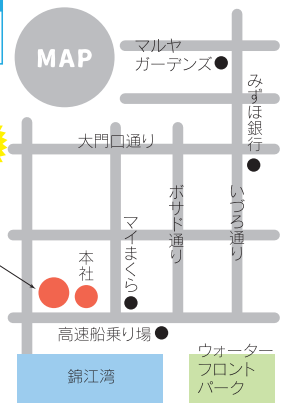 MAP
マルヤ
ガーデンズ
みずほ銀行
大門口通り
ボサド通り
いづろ通り
マイまくら
本社
高速船乗り場
ウォーター
フロント
パーク
錦江湾